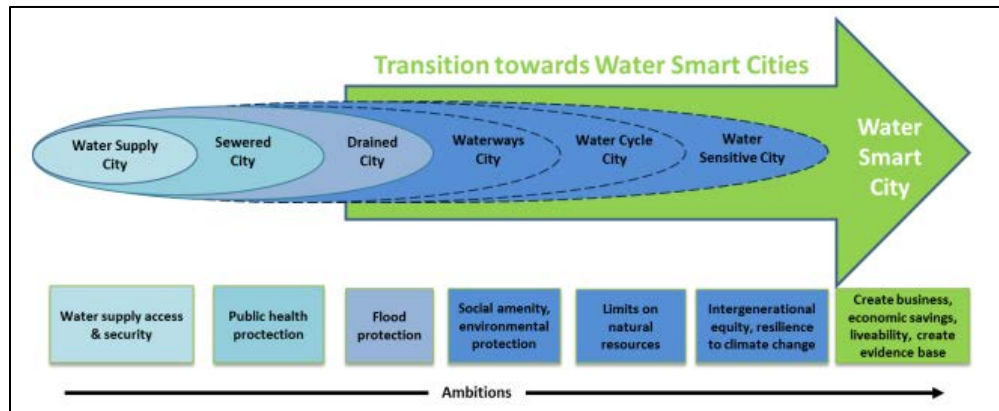 Transition towards Water Smart Cities
Water Supply
City
Sewered
City
Drained
City
Waterways
City
Water Cycle
City
Water
Sensitive City
Water
Smart
City
Water supply access
& security
Public health
proctection
Flood
protection
Social amenity,
environmental
protection
Limits on
natural
resources
Intergenerational
equity, resilience
to climate change
Create business,
economic savings,
liveability, create
evidence base
Ambitions